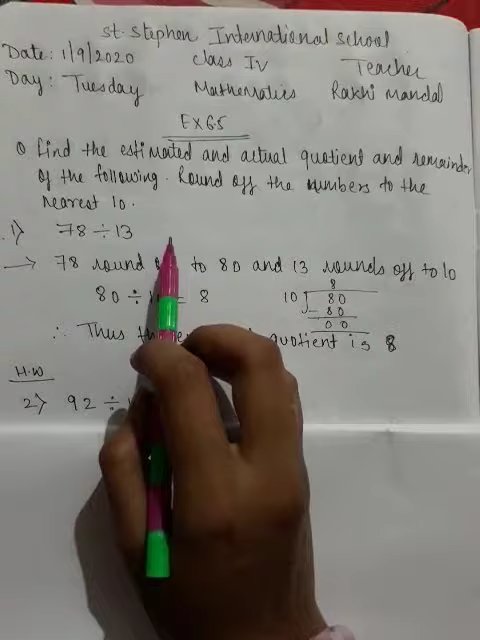 St. Stephen International School
Date: 1/9/2020 Class IV Teacher
Day: Tuesday Mathematics Rakhi Mandal
Ex 6.5
Q Find the estimated and actual quotient and remainder
of the following. Round off the numbers to the
nearest 10.
1) 78 ÷ 13
→ 78 round to 80 and 13 rounds off to 10
80 ÷ = 8
8
10 80
- 80
00
∴ Thus quotient is 8
H.W
2) 92 ÷